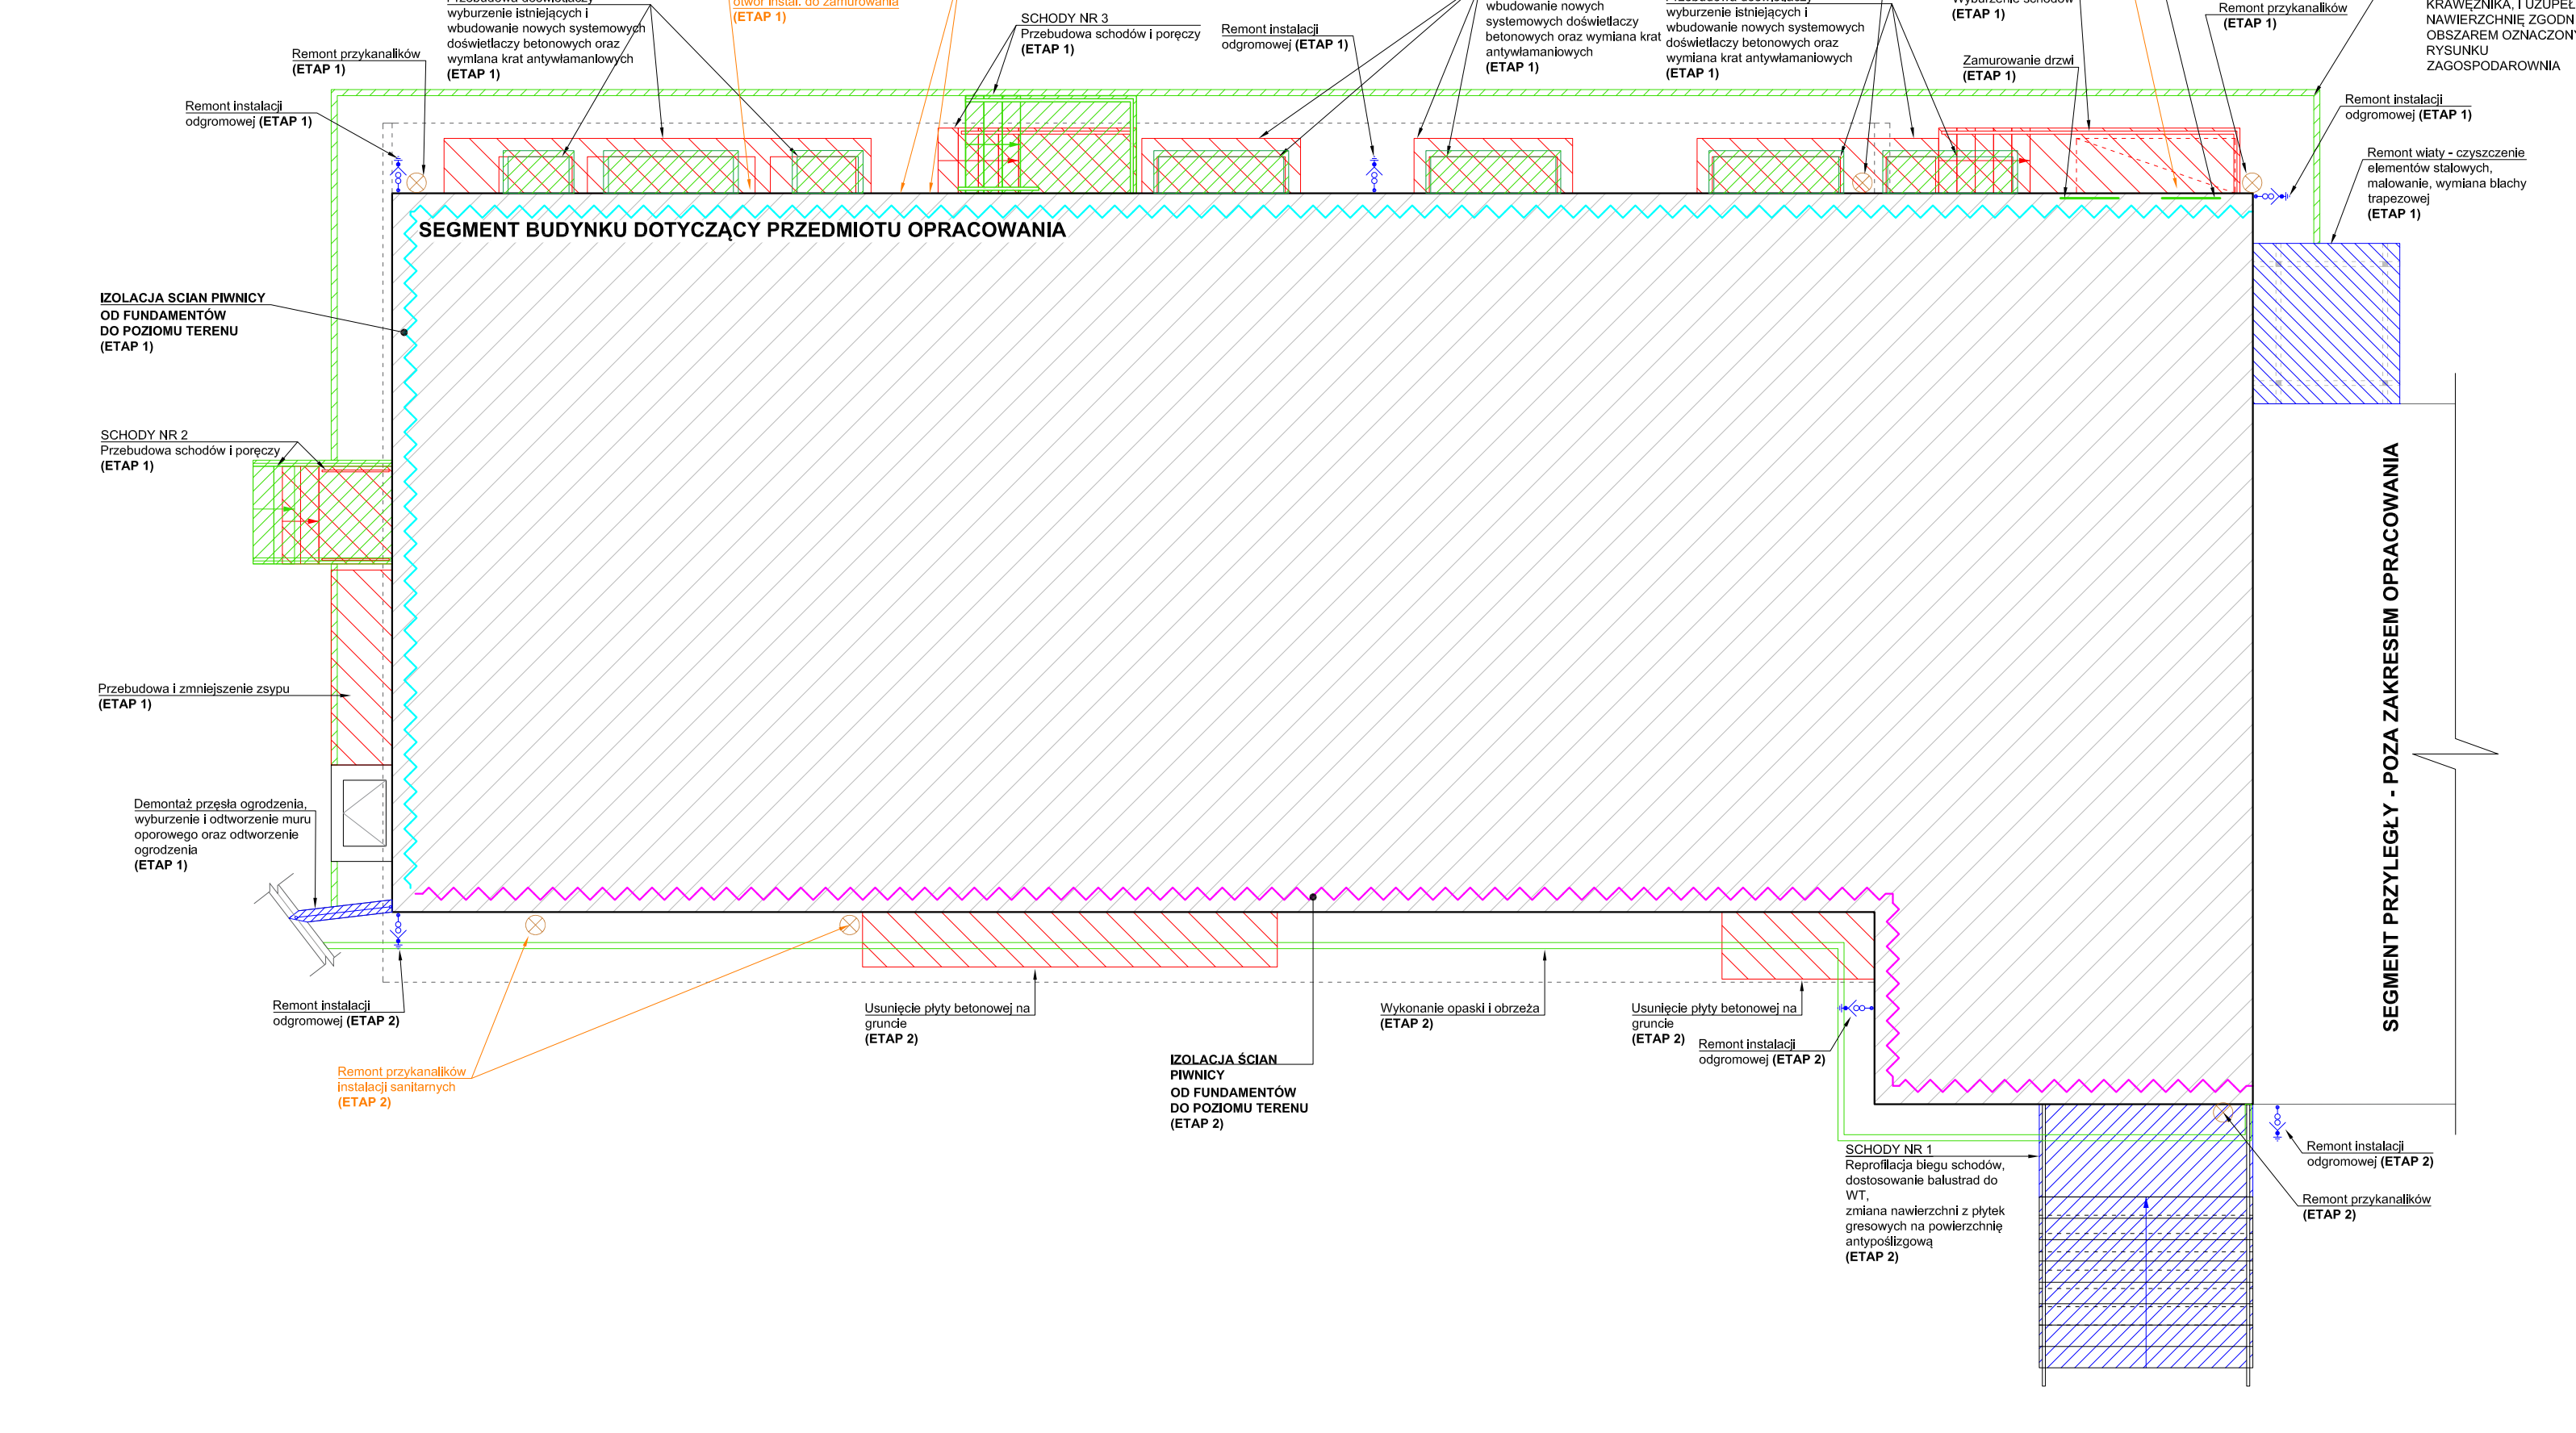 wyburzenie istniejących i
wbudowanie nowych systemowych
doświetlaczy betonowych oraz
wymiana krat antywłamaniowych
(ETAP 1)
otwór instal. do zamurowania
(ETAP 1)
SCHODY NR 3
Przebudowa schodów i poręczy
(ETAP 1)
Remont instalacji
odgromowej (ETAP 1)
wbudowanie nowych
systemowych doświetlaczy
betonowych oraz wymiana krat
antywłamaniowych
(ETAP 1)
wyburzenie istniejących i
wbudowanie nowych systemowych
doświetlaczy betonowych oraz
wymiana krat antywłamaniowych
(ETAP 1)
Wyburzenie schodów
(ETAP 1)
Zamurowanie drzwi
(ETAP 1)
Remont przykanalików
(ETAP 1)
NAWIERZCHNIĘ ZGODN
RYSUNKU
ZAGOSPODAROWNIA
Remont przykanalików
(ETAP 1)
Remont instalacji
odgromowej (ETAP 1)
Remont instalacji
odgromowej (ETAP 1)
Remont wiaty - czyszczenie
elementów stalowych,
malowanie, wymiana blachy
trapezowej
(ETAP 1)
SEGMENT BUDYNKU DOTYCZĄCY PRZEDMIOTU OPRACOWANIA
IZOLACJA SCIAN PIWNICY
OD FUNDAMENTÓW
DO POZIOMU TERENU
(ETAP 1)
SCHODY NR 2
Przebudowa schodów i poręczy
(ETAP 1)
SEGMENT PRZYLEGŁY - POZA ZAKRESEM OPRACOWANIA
Przebudowa i zmniejszenie zsypu
(ETAP 1)
Demontaż przęsła ogrodzenia,
wyburzenie i odtworzenie muru
oporowego oraz odtworzenie
ogrodzenia
(ETAP 1)
Remont instalacji
odgromowej (ETAP 2)
Remont przykanalików
instalacji sanitarnych
(ETAP 2)
Usunięcie płyty betonowej na
gruncie
(ETAP 2)
IZOLACJA ŚCIAN
PIWNICY
OD FUNDAMENTÓW
DO POZIOMU TERENU
(ETAP 2)
Wykonanie opaski i obrzeża
(ETAP 2)
Usunięcie płyty betonowej na
gruncie
(ETAP 2)
Remont instalacji
odgromowej (ETAP 2)
SCHODY NR 1
Reprofilacja biegu schodów,
dostosowanie balustrad do
WT,
zmiana nawierzchni z płytek
gresowych na powierzchnię
antypoślizgową
(ETAP 2)
Remont instalacji
odgromowej (ETAP 2)
Remont przykanalików
(ETAP 2)